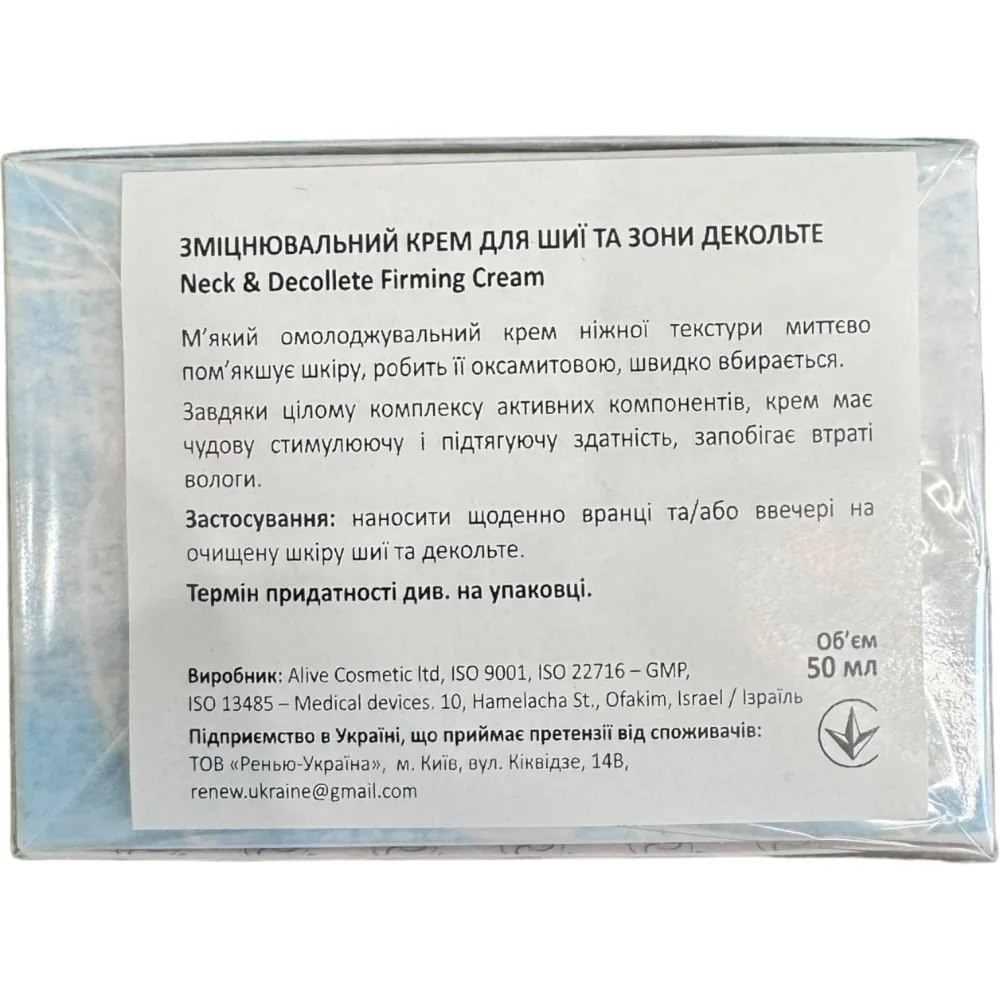 ЗМІЦНЮВАЛЬНИЙ КРЕМ ДЛЯ ШИЇ ТА ЗОНИ ДЕКОЛЬТЕ
Neck & Decollete Firming Cream
М’який омолоджувальний крем ніжної текстури миттєво
пом’якшує шкіру, робить її оксамитовою, швидко вбирається.
Завдяки цілому комплексу активних компонентів, крем має
чудову стимулюючу і підтягуючу здатність, запобігає втраті
вологи.
Застосування: наносити щоденно вранці та/або ввечері на
очищену шкіру шиї та декольте.
Термін придатності див. на упаковці.
Об’єм
50 мл
Виробник: Alive Cosmetic ltd, ISO 9001, ISO 22716 – GMP,
ISO 13485 – Medical devices. 10, Hamelacha St., Ofakim, Israel / Ізраїль
Підприємство в Україні, що приймає претензії від споживачів:
ТОВ «Ренью-Україна», м. Київ, вул. Кіквідзе, 14В,
renew.ukraine@gmail.com